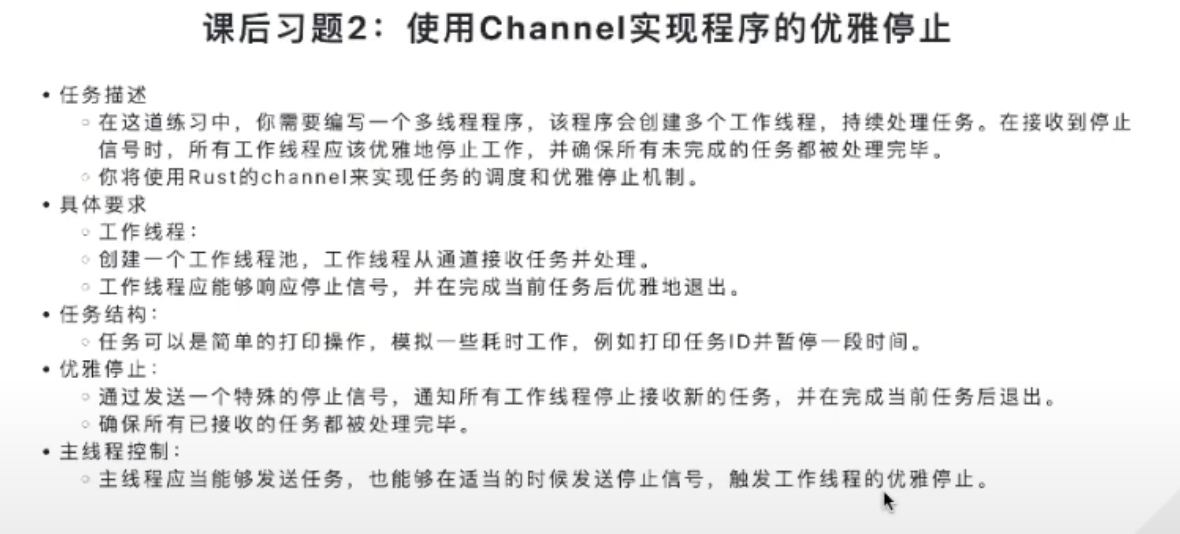 课后习题2：使用Channel实现程序的优雅停止
• 任务描述
◦ 在这道练习中，你需要编写一个多线程程序，该程序会创建多个工作线程，持续处理任务。在接收到停止
信号时，所有工作线程应该优雅地停止工作，并确保所有未完成的任务都被处理完毕。
◦ 你将使用Rust的channel来实现任务的调度和优雅停止机制。
• 具体要求
◦ 工作线程：
◦ 创建一个工作线程池，工作线程从通道接收任务并处理。
◦ 工作线程应能够响应停止信号，并在完成当前任务后优雅地退出。
• 任务结构：
◦ 任务可以是简单的打印操作，模拟一些耗时工作，例如打印任务ID并暂停一段时间。
• 优雅停止：
◦ 通过发送一个特殊的停止信号，通知所有工作线程停止接收新的任务，并在完成当前任务后退出。
◦ 确保所有已接收的任务都被处理完毕。
• 主线程控制：
◦ 主线程应当能够发送任务，也能够在适当的时候发送停止信号，触发工作线程的优雅停止。